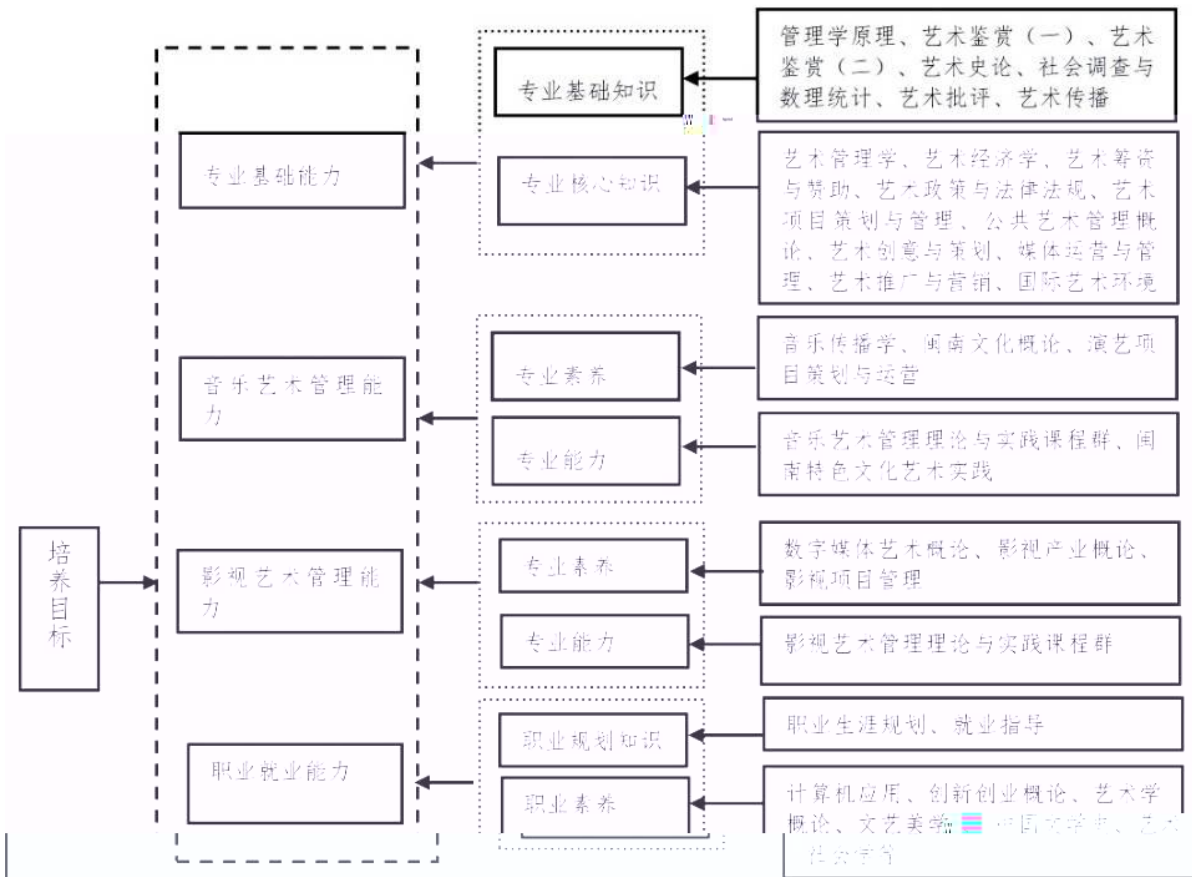 管理学原理、艺术鉴赏（一）、艺术
鉴赏（二）、艺术史论、社会调查与
数理统计、艺术批评、艺术传播
专业基础知识
专业基础能力
专业核心知识
艺术管理学、艺术经济学、艺术筹资
与赞助、艺术政策与法律法规、艺术
项目策划与管理、公共艺术管理概
论、艺术创意与策划、媒体运营与管
理、艺术推广与营销、国际艺术环境
音乐艺术管理能
力
专业素养
音乐传播学、闽南文化概论、演艺项
目策划与运营
专业能力
音乐艺术管理理论与实践课程群、闽
南特色文化艺术实践
培养目标
影视艺术管理能
力
专业素养
数字媒体艺术概论、影视产业概论、
影视项目管理
专业能力
影视艺术管理理论与实践课程群
职业就业能力
职业规划知识
职业生涯规划、就业指导
职业素养
计算机应用、创新创业概论、艺术学
概论、文艺美学 中国文学史、艺术
社会学等